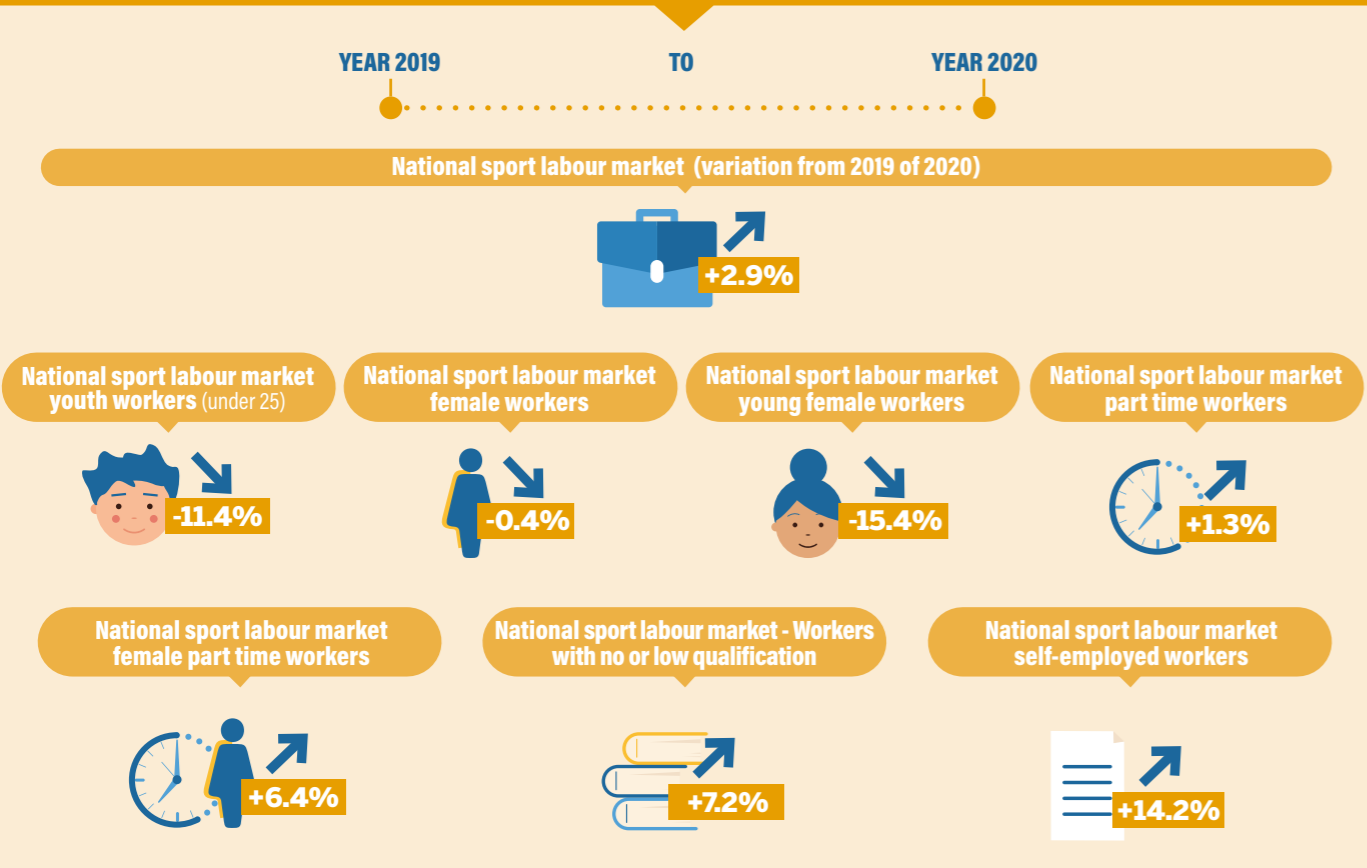 YEAR 2019 TO YEAR 2020
National sport labour market (variation from 2019 of 2020)
+2.9%
National sport labour market
youth workers (under 25)
-11.4%
National sport labour market
female workers
-0.4%
National sport labour market
young female workers
-15.4%
National sport labour market
part time workers
+1.3%
National sport labour market
female part time workers
+6.4%
National sport labour market - Workers
with no or low qualification
+7.2%
National sport labour market
self-employed workers
+14.2%